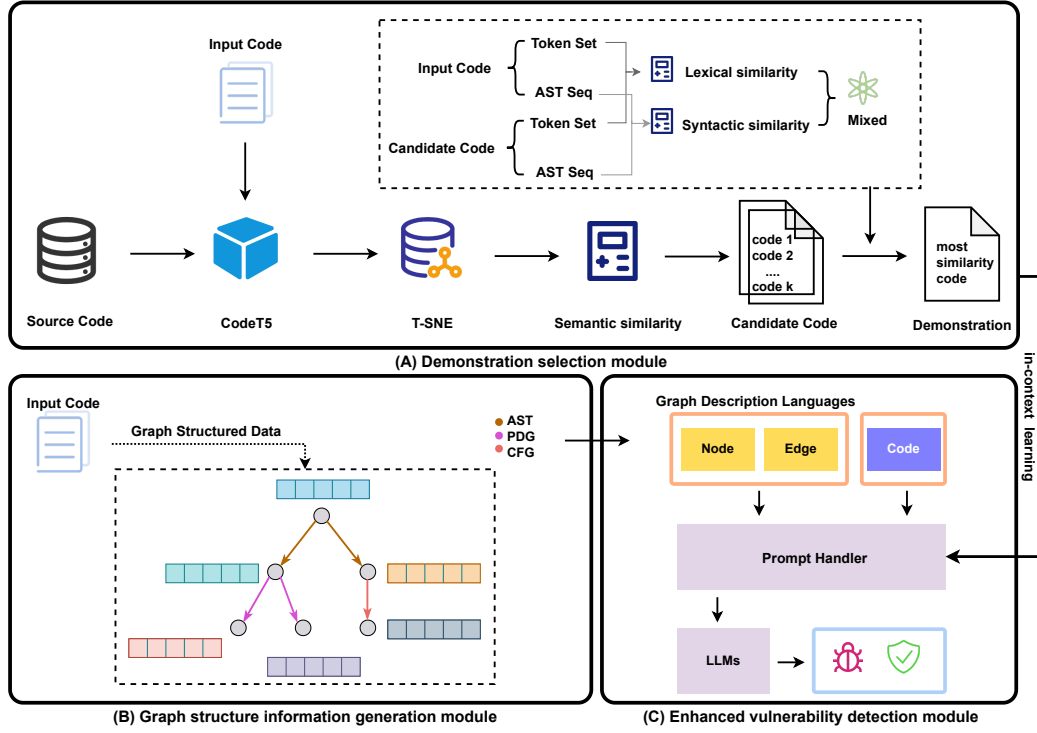 Input Code
Input Code
Token Set
AST Seq
Candidate Code
Token Set
AST Seq
Lexical similarity
Syntactic similarity
Mixed
code 1
code 2
....
code k
most
similarity
code
Source Code
CodeT5
T-SNE
Semantic similarity
Candidate Code
Demonstration
(A) Demonstration selection module
in-context learning
Input Code
Graph Structured Data
AST
PDG
CFG
(B) Graph structure information generation module
Graph Description Languages
Node
Edge
Code
Prompt Handler
LLMs
(C) Enhanced vulnerability detection module